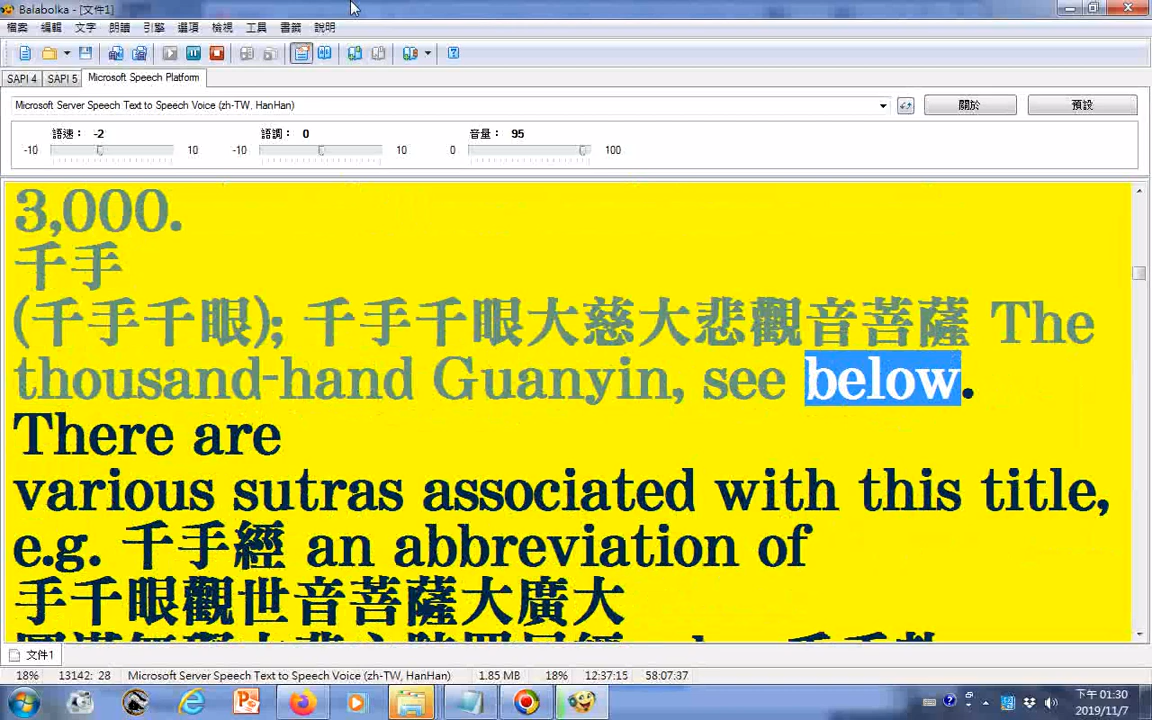 Balabolka - [文件1]
檔案 編輯 文字 朗讀 引擎 選項 檢視 工具 書籤 說明
SAPI 4 SAPI 5 Microsoft Speech Platform
Microsoft Server Speech Text to Speech Voice (zh-TW, HanHan) 關於 預設
語速： -2 語調： 0 音量： 95
-10 10 -10 10 0 100
3,000.
千手
(千手千眼); 千手千眼大慈大悲觀音菩薩 The
thousand-hand Guanyin, see below.
There are
various sutras associated with this title,
e.g. 千手經 an abbreviation of
手千眼觀世音菩薩大廣大
文件1
18% 13142: 28 Microsoft Server Speech Text to Speech Voice (zh-TW, HanHan) 1.85 MB 18% 12:37:15 58:07:37
下午 01:30
2019/11/7